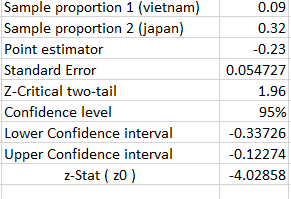 Sample proportion 1 (vietnam) 0.09
Sample proportion 2 (japan) 0.32
Point estimator -0.23
Standard Error 0.054727
Z-Critical two-tail 1.96
Confidence level 95%
Lower Confidence interval -0.33726
Upper Confidence interval -0.12274
z-Stat ( z0 ) -4.02858